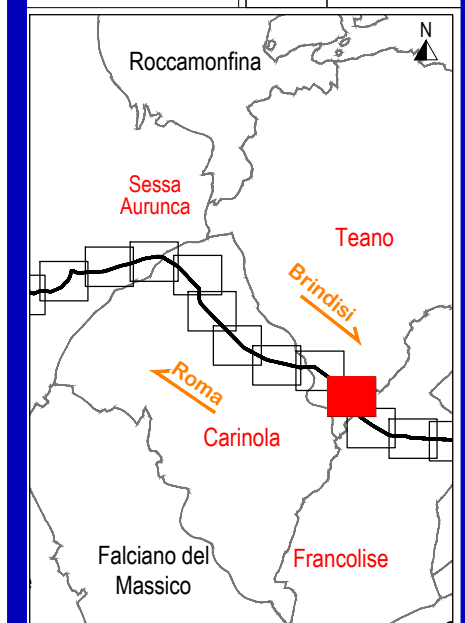 N
Roccamonfina
Sessa
Aurunca
Teano
Brindisi
Roma
Carinola
Falciano del
Massico
Francolise